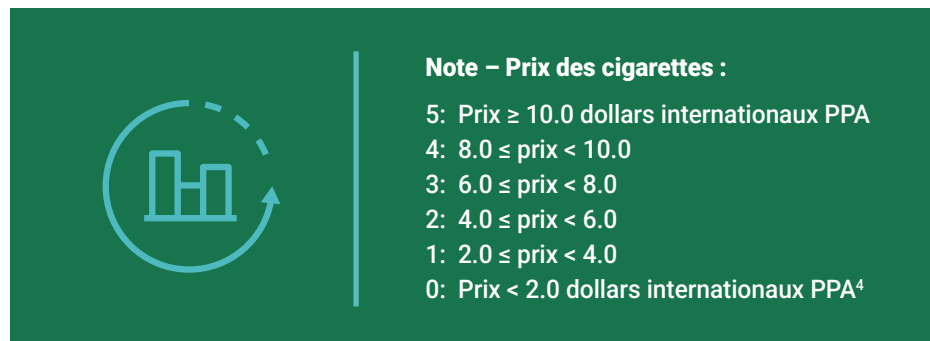 Note – Prix des cigarettes :
5: Prix ≥ 10.0 dollars internationaux PPA
4: 8.0 ≤ prix < 10.0
3: 6.0 ≤ prix < 8.0
2: 4.0 ≤ prix < 6.0
1: 2.0 ≤ prix < 4.0
0: Prix < 2.0 dollars internationaux PPA⁴